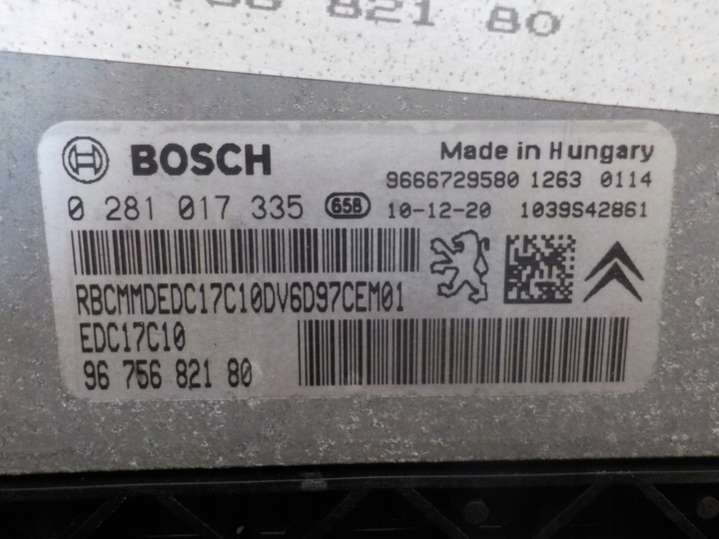 821 80
BOSCH
Made in Hungary
9666729580 1263 0114
0 281 017 335 658
10-12-20 1039S42861
RBCMMDEDC17C10DV6D97CEM01
EDC17C10
96 756 821 80